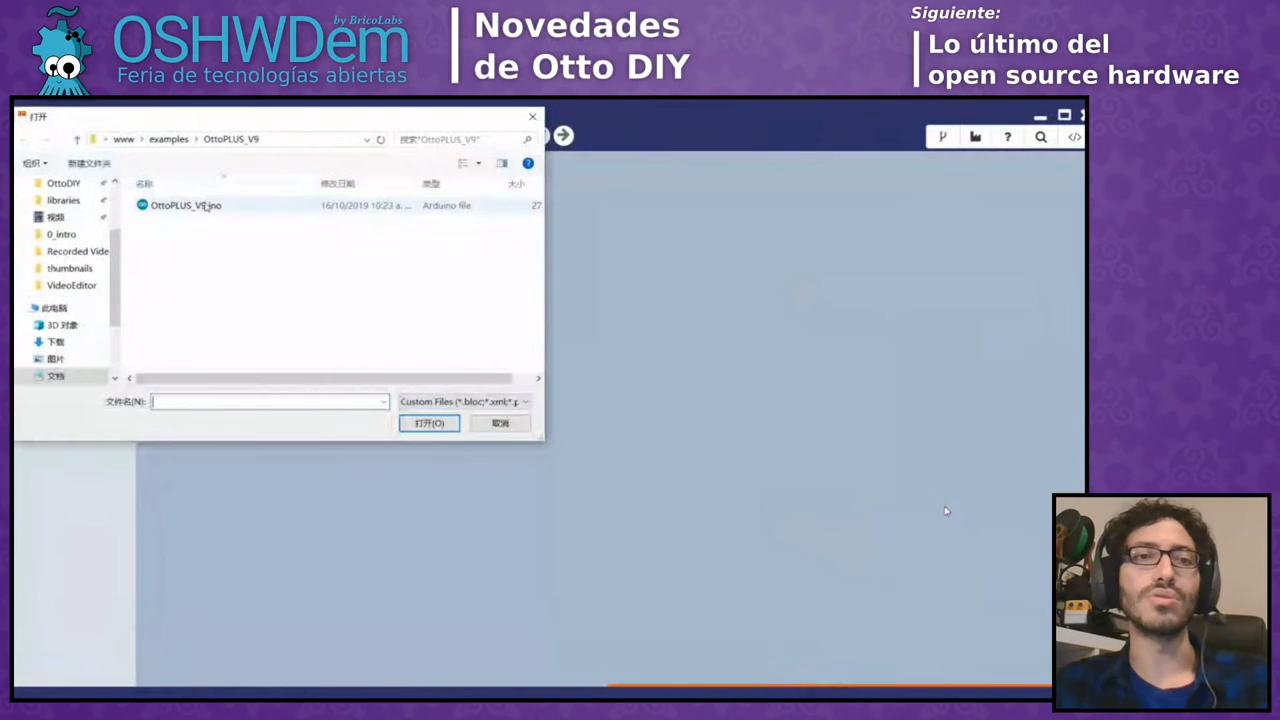 OSHWDem
by BricoLabs
Feria de tecnologías abiertas
Novedades
de Otto DIY
Siguiente:
Lo último del
open source hardware
打开
www › examples › OttoPLUS_V9
搜索"OttoPLUS_V9"
组织
新建文件夹
名称
修改日期
类型
大小
OttoDIY
libraries
视频
0_intro
Recorded Vide
thumbnails
VideoEditor
此电脑
3D 对象
下载
图片
文档
OttoPLUS_V9.ino
16/10/2019 10:23 a. ...
Arduino file
27
文件名(N):
Custom Files (*.bloc;*.xml;*.p
打开(O)
取消